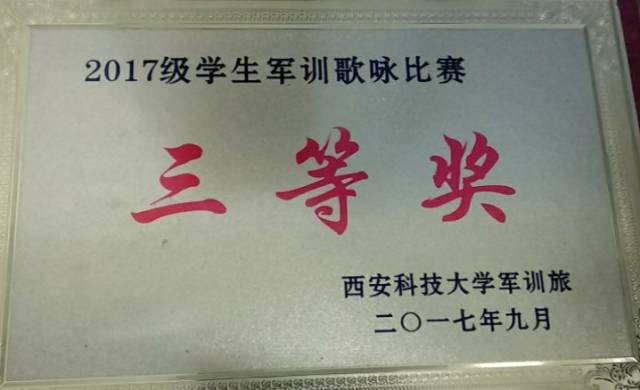 2017级学生军训歌咏比赛
三等奖
西安科技大学军训旅
二〇一七年九月